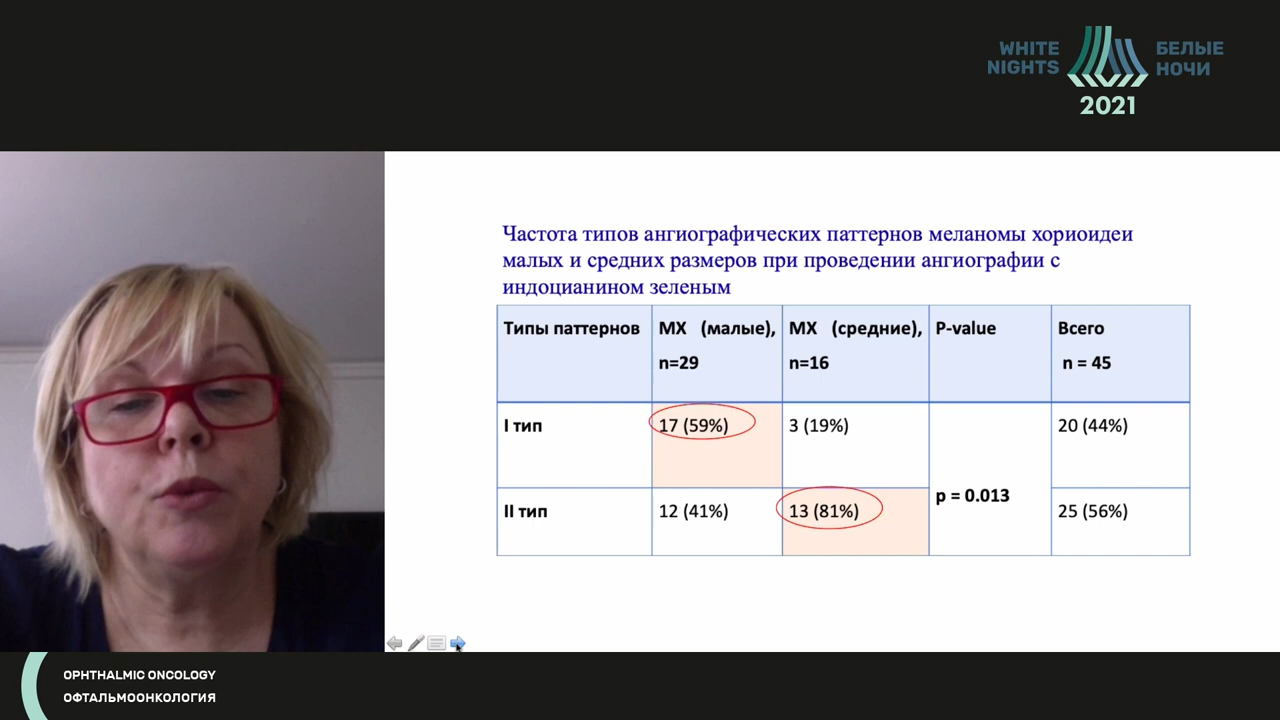 WHITE
NIGHTS
БЕЛЫЕ
НОЧИ
2021
Частота типов ангиографических паттернов меланомы хориоидеи
малых и средних размеров при проведении ангиографии с
индоцианином зеленым
Типы паттернов
МХ (малые),
n=29
МХ (средние),
n=16
P-value
Всего
n = 45
I тип
17 (59%)
3 (19%)
p = 0.013
20 (44%)
II тип
12 (41%)
13 (81%)
25 (56%)
OPHTHALMIC ONCOLOGY
ОФТАЛЬМООНКОЛОГИЯ